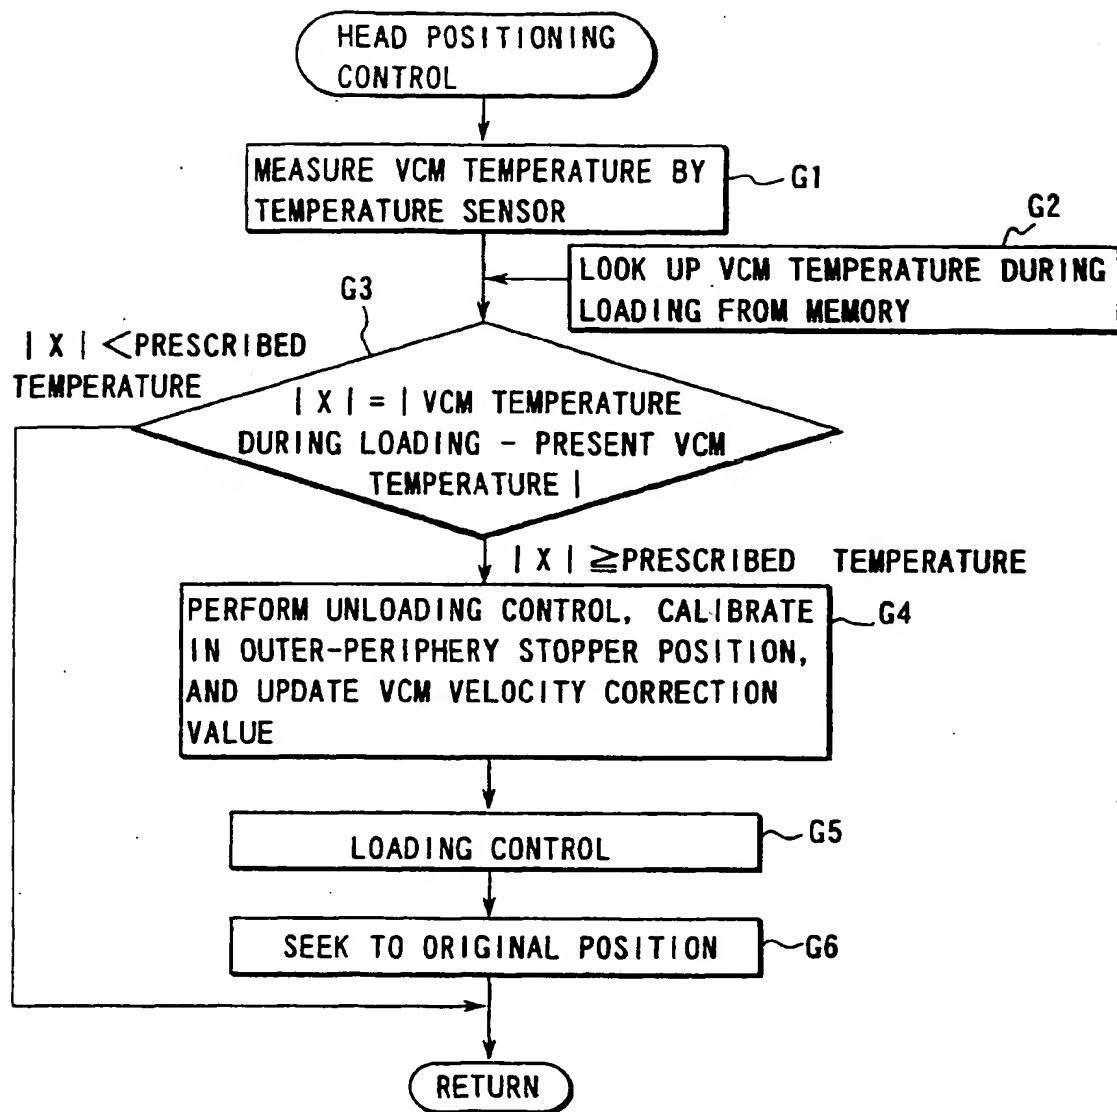 HEAD POSITIONING
CONTROL
MEASURE VCM TEMPERATURE BY
TEMPERATURE SENSOR
G1
G2
LOOK UP VCM TEMPERATURE DURING
LOADING FROM MEMORY
G3
| X | <PRESCRIBED
TEMPERATURE
| X | = | VCM TEMPERATURE
DURING LOADING - PRESENT VCM
TEMPERATURE |
| X | ≧PRESCRIBED TEMPERATURE
PERFORM UNLOADING CONTROL, CALIBRATE
IN OUTER-PERIPHERY STOPPER POSITION,
AND UPDATE VCM VELOCITY CORRECTION
VALUE
G4
LOADING CONTROL
G5
SEEK TO ORIGINAL POSITION
G6
RETURN